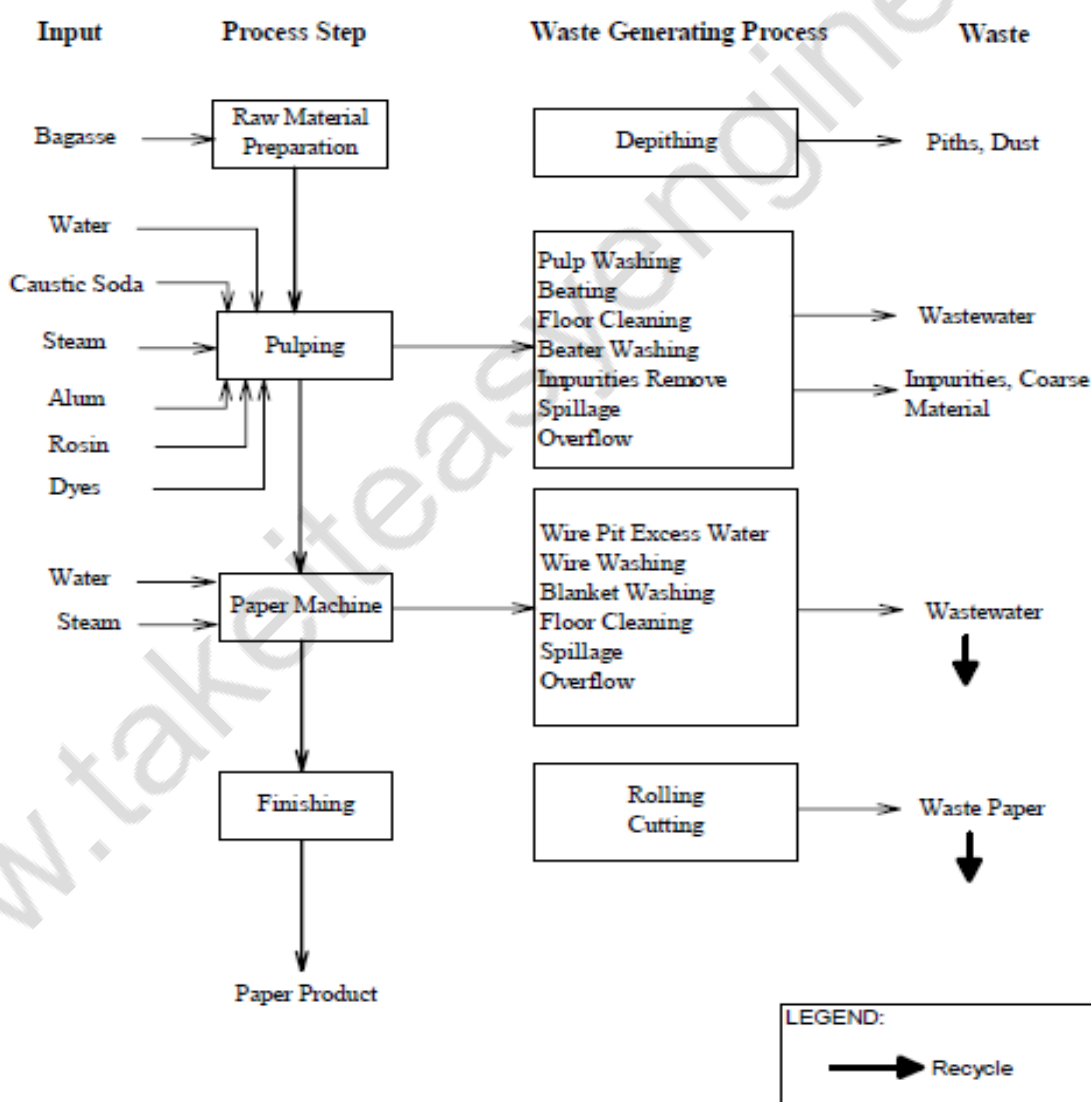 Input
Process Step
Waste Generating Process
Waste
Bagasse
Raw Material
Preparation
Depithing
Piths, Dust
Water
Caustic Soda
Steam
Alum
Rosin
Dyes
Pulping
Pulp Washing
Beating
Floor Cleaning
Beater Washing
Impurities Remove
Spillage
Overflow
Wastewater
Impurities, Coarse
Material
Water
Steam
Paper Machine
Wire Pit Excess Water
Wire Washing
Blanket Washing
Floor Cleaning
Spillage
Overflow
Wastewater
Finishing
Rolling
Cutting
Waste Paper
Paper Product
LEGEND:
Recycle
w.takeiteasyengine